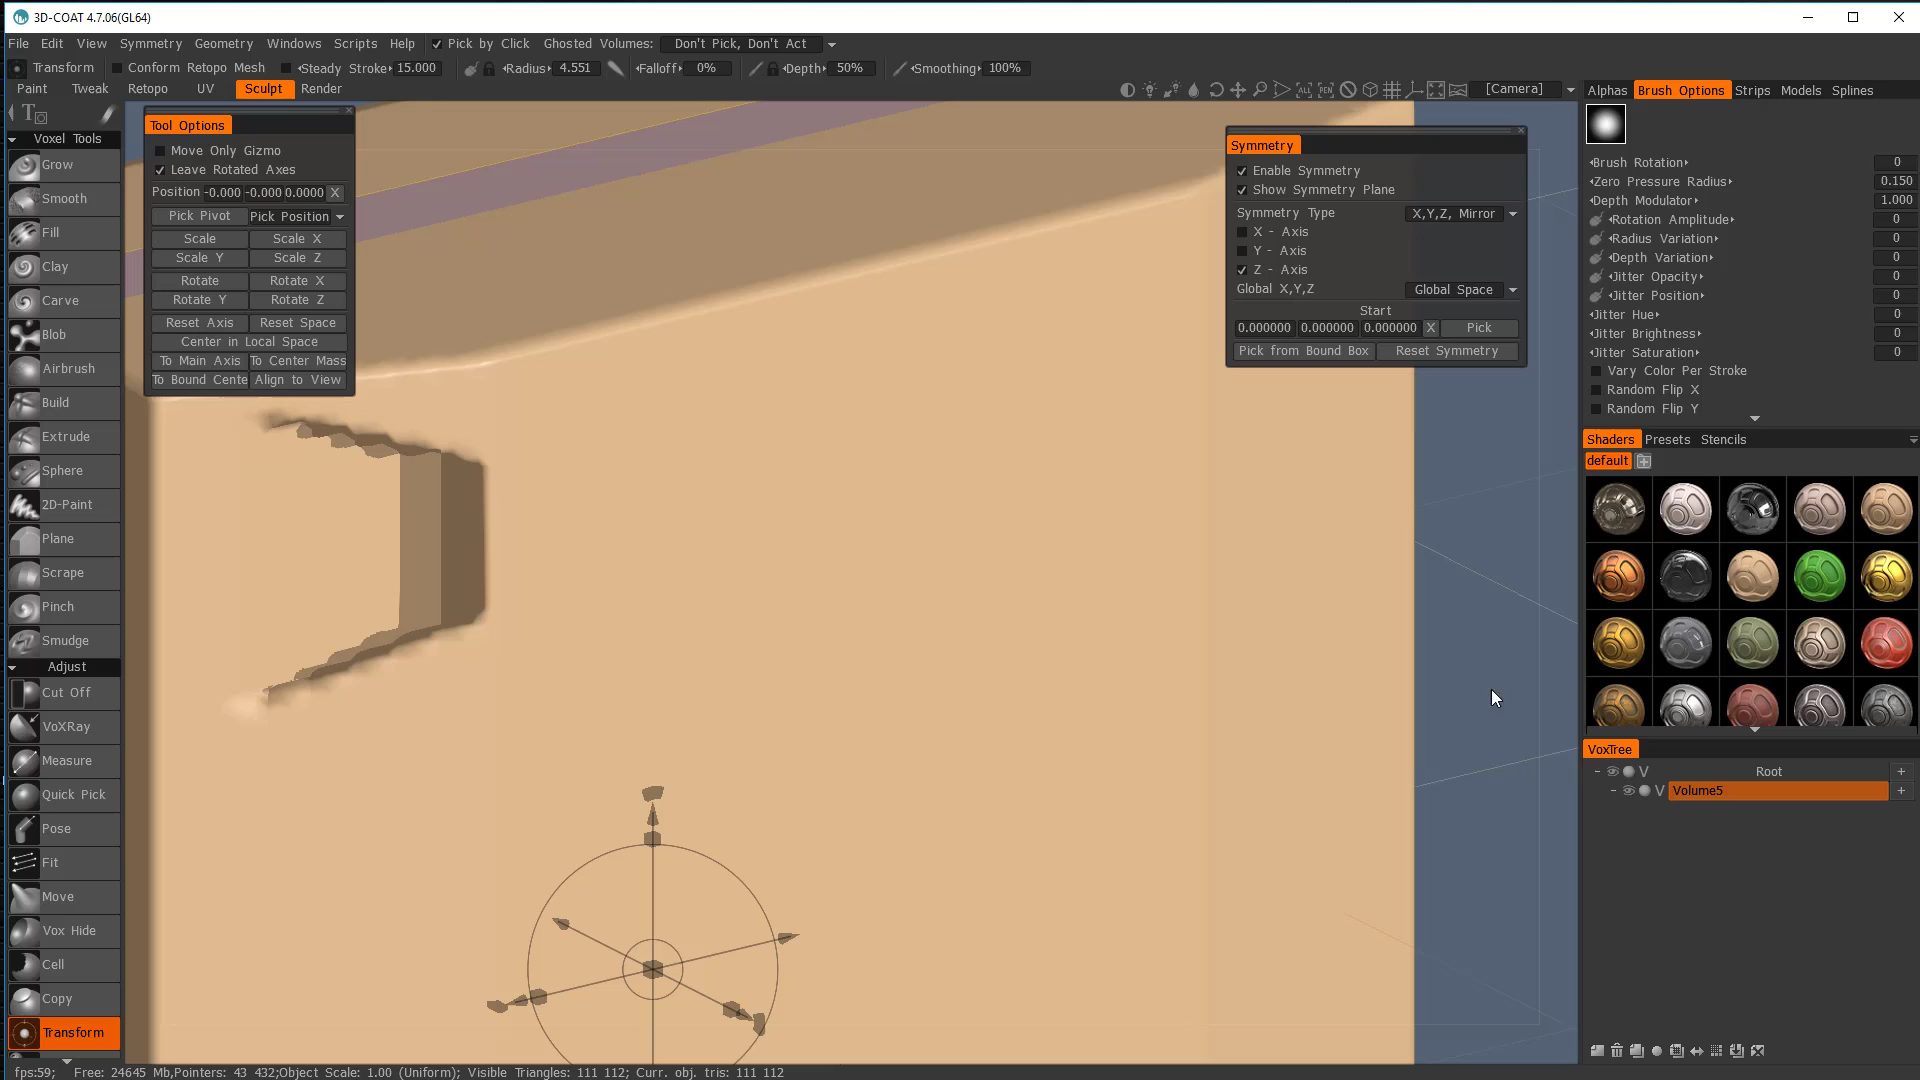 3D-COAT 4.7.06(GL64)
File Edit View Symmetry Geometry Windows Scripts Help Pick by Click Ghosted Volumes: Don't Pick, Don't Act
Transform Conform Retopo Mesh Steady Stroke 15.000 Radius 4.551 Falloff 0% Depth 50% Smoothing 100%
Paint Tweak Retopo UV Sculpt Render [Camera]
Voxel Tools
Grow
Smooth
Fill
Clay
Carve
Blob
Airbrush
Build
Extrude
Sphere
2D-Paint
Plane
Scrape
Pinch
Smudge
Adjust
Cut Off
VoXRay
Measure
Quick Pick
Pose
Fit
Move
Vox Hide
Cell
Copy
Transform
Tool Options
Move Only Gizmo
Leave Rotated Axes
Position -0.000 -0.000 0.0000 X
Pick Pivot Pick Position
Scale Scale X
Scale Y Scale Z
Rotate Rotate X
Rotate Y Rotate Z
Reset Axis Reset Space
Center in Local Space
To Main Axis To Center Mass
To Bound Cente Align to View
Symmetry
Enable Symmetry
Show Symmetry Plane
Symmetry Type X,Y,Z, Mirror
X - Axis
Y - Axis
Z - Axis
Global X,Y,Z Global Space
Start
0.000000 0.000000 0.000000 X Pick
Pick from Bound Box Reset Symmetry
Alphas Brush Options Strips Models Splines
Brush Rotation 0
Zero Pressure Radius 0.150
Depth Modulator 1.000
Rotation Amplitude 0
Radius Variation 0
Depth Variation 0
Jitter Opacity 0
Jitter Position 0
Jitter Hue 0
Jitter Brightness 0
Jitter Saturation 0
Vary Color Per Stroke
Random Flip X
Random Flip Y
Shaders Presets Stencils
default
VoxTree
V Root +
V Volume5 +
fps:59; Free: 24645 Mb,Pointers: 43 432;Object Scale: 1.00 (Uniform); Visible Triangles: 111 112; Curr. obj. tris: 111 112